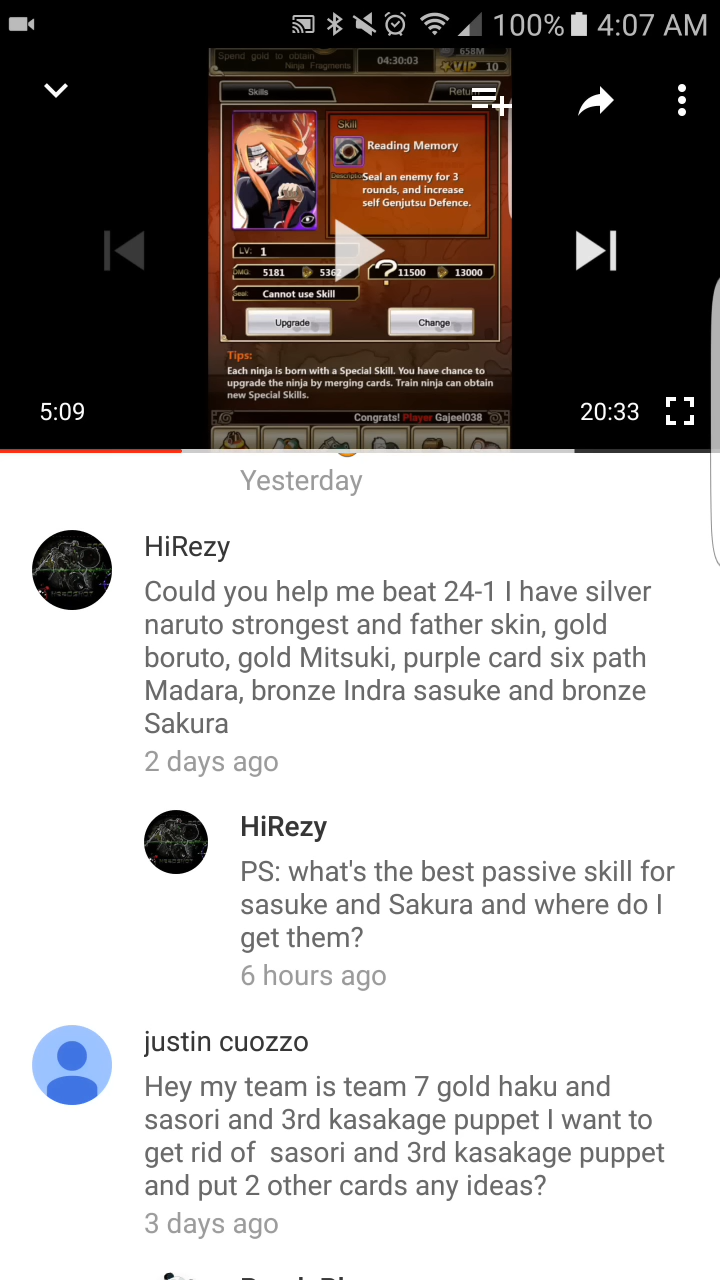 100% 4:07 AM
Spend gold to obtain
Ninja Fragments
04:30:03
658M
VIP 10
Skills
Skill
Reading Memory
Seal an enemy for 3
rounds, and increase
self Genjutsu Defence.
LV: 1
DMG: 5181
11500 13000
Seal: Cannot use Skill
Upgrade Change
Tips:
Each ninja is born with a Special Skill. You have chance to
upgrade the ninja by merging cards. Train ninja can obtain
new Special Skills.
Congrats! Player Gajeel038
5:09 20:33
Yesterday
HiRezy
Could you help me beat 24-1 I have silver
naruto strongest and father skin, gold
boruto, gold Mitsuki, purple card six path
Madara, bronze Indra sasuke and bronze
Sakura
2 days ago
HiRezy
PS: what's the best passive skill for
sasuke and Sakura and where do I
get them?
6 hours ago
justin cuozzo
Hey my team is team 7 gold haku and
sasori and 3rd kasakage puppet I want to
get rid of  sasori and 3rd kasakage puppet
and put 2 other cards any ideas?
3 days ago